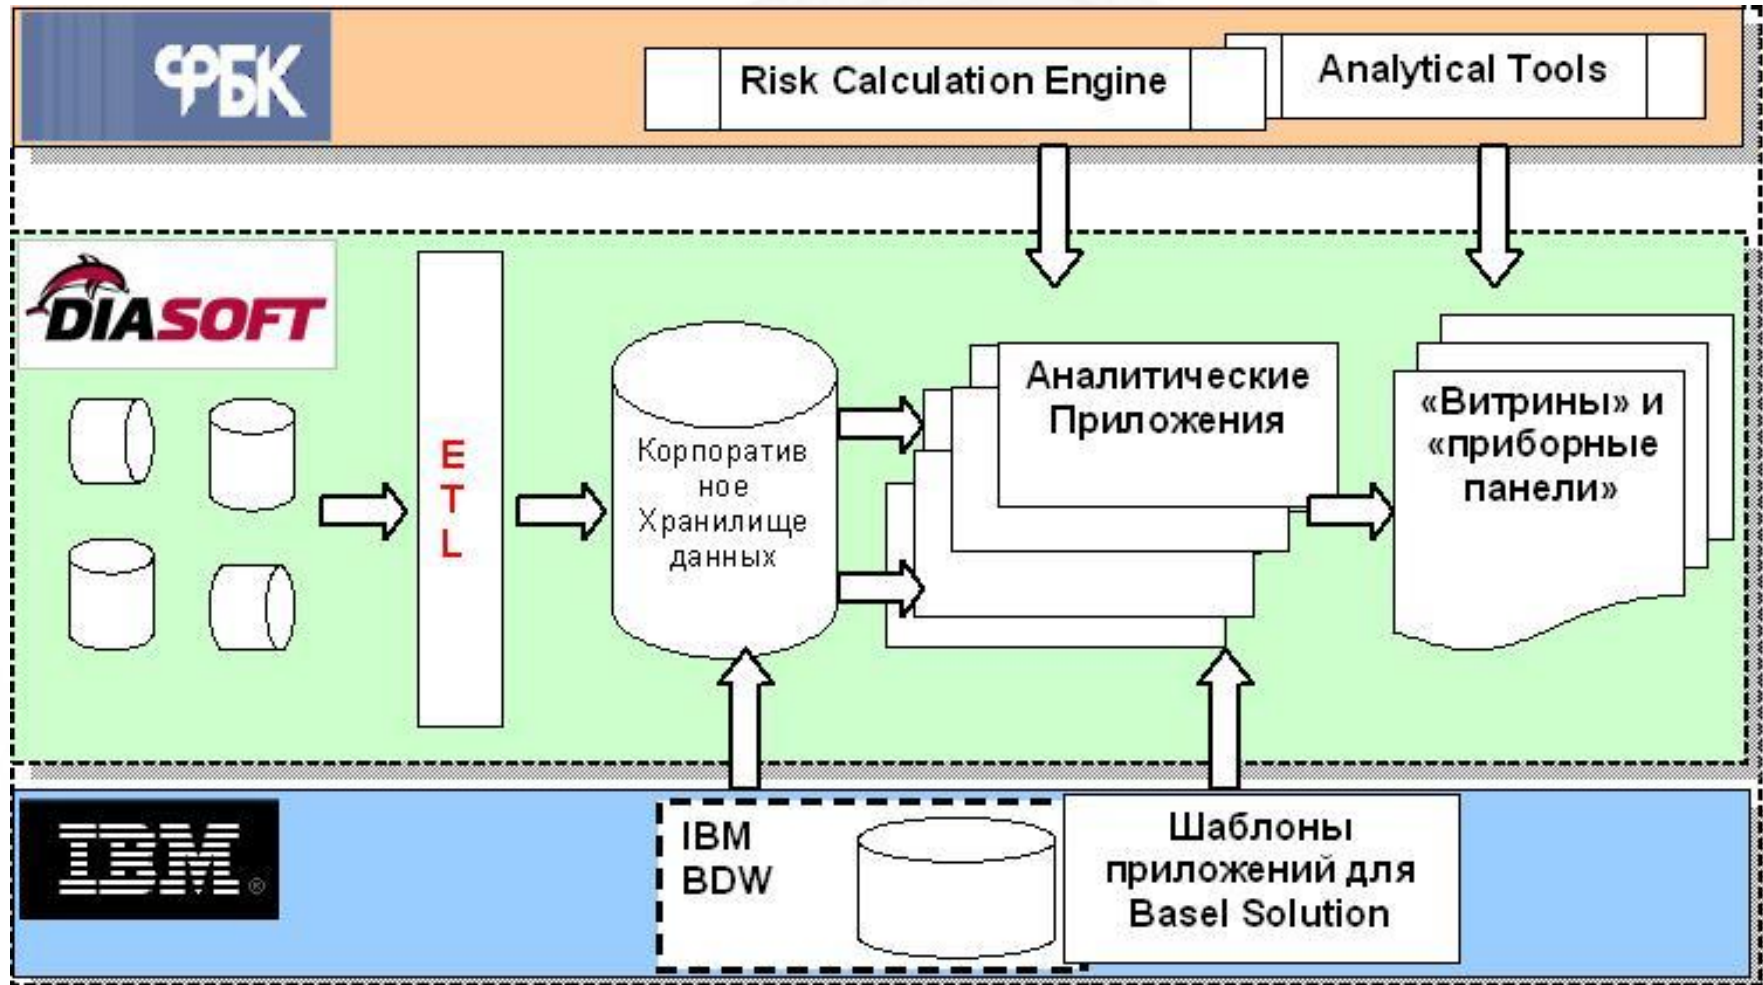 ФБК
Risk Calculation Engine
Analytical Tools
DIASOFT
E
T
L
Корпоратив
ное
Хранилище
данных
Аналитические
Приложения
«Витрины» и
«приборные
панели»
IBM ®
IBM
BDW
Шаблоны
приложений для
Basel Solution